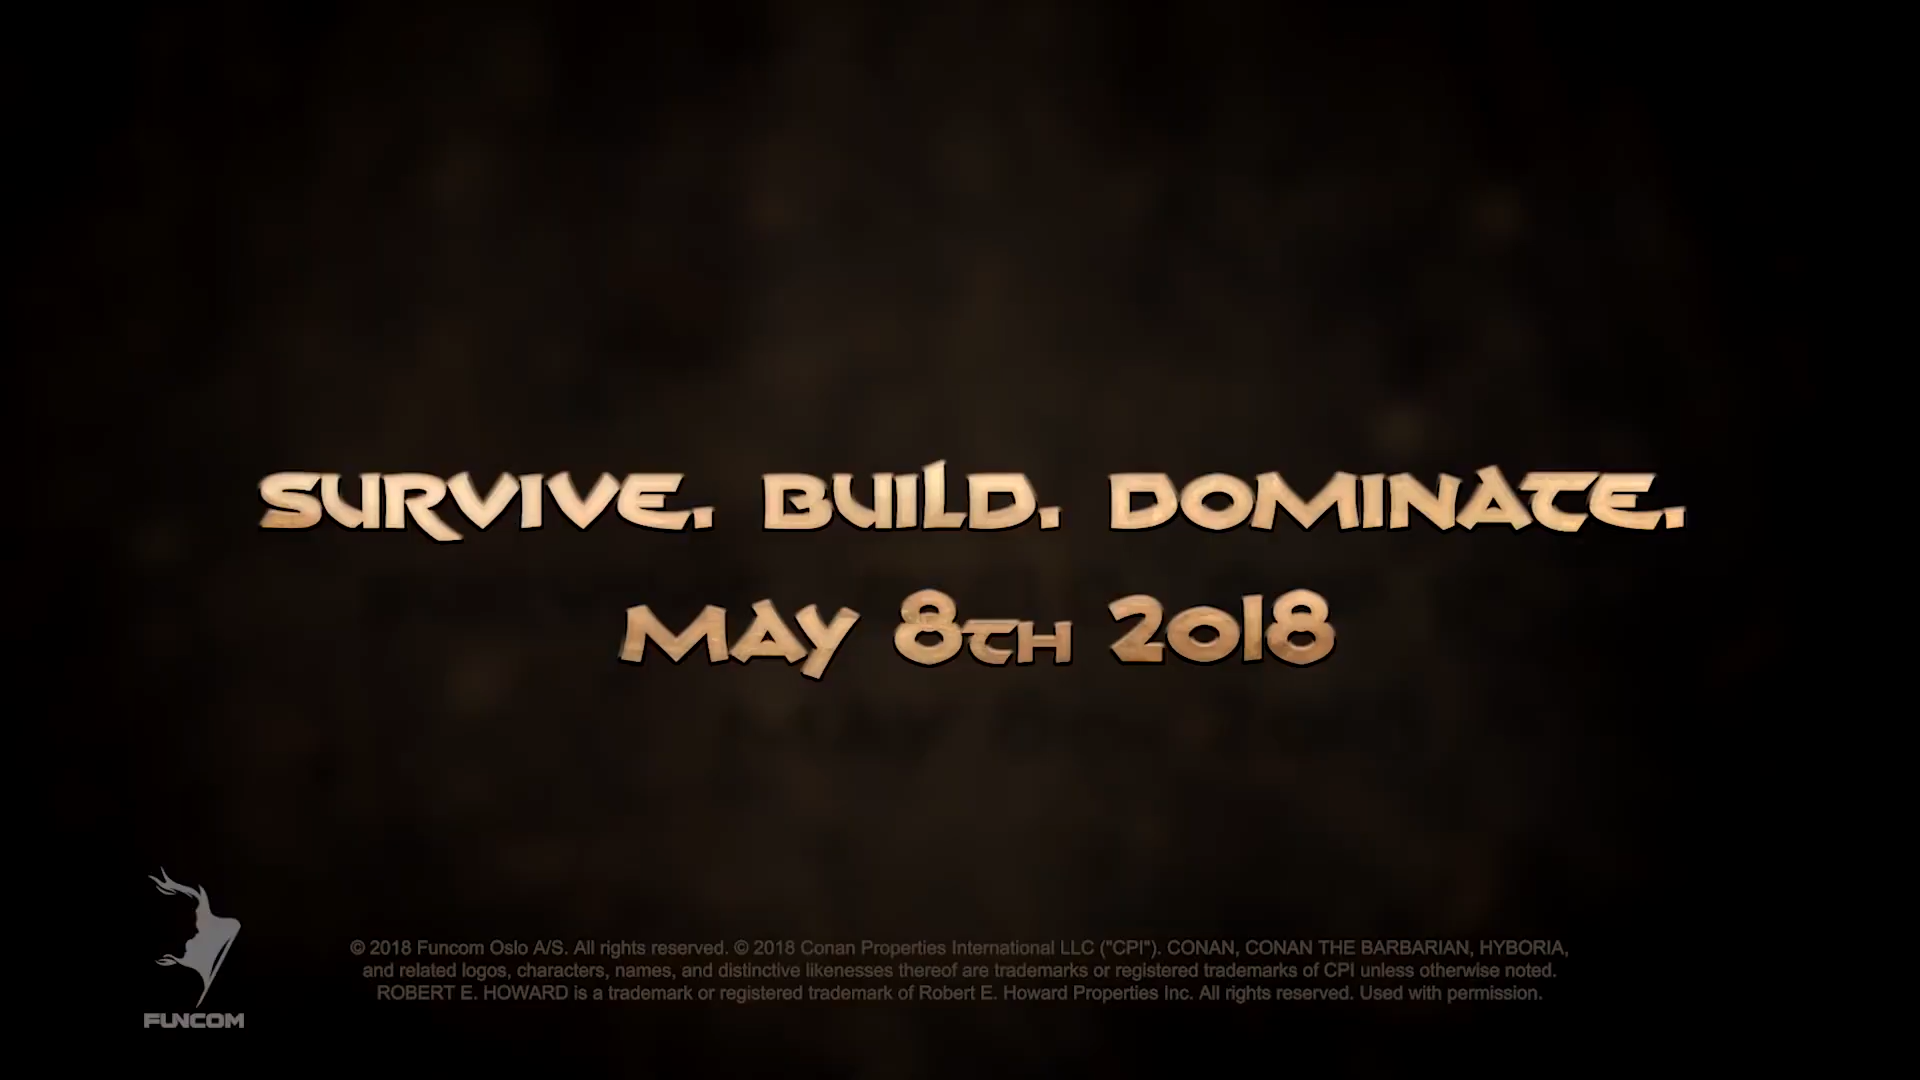 SURVIVE. BUILD. DOMINATE.
MAY 8TH 2018
© 2018 Funcom Oslo A/S. All rights reserved. © 2018 Conan Properties International LLC ("CPI"). CONAN, CONAN THE BARBARIAN, HYBORIA,
and related logos, characters, names, and distinctive likenesses thereof are trademarks or registered trademarks of CPI unless otherwise noted.
ROBERT E. HOWARD is a trademark or registered trademark of Robert E. Howard Properties Inc. All rights reserved. Used with permission.
FUNCOM